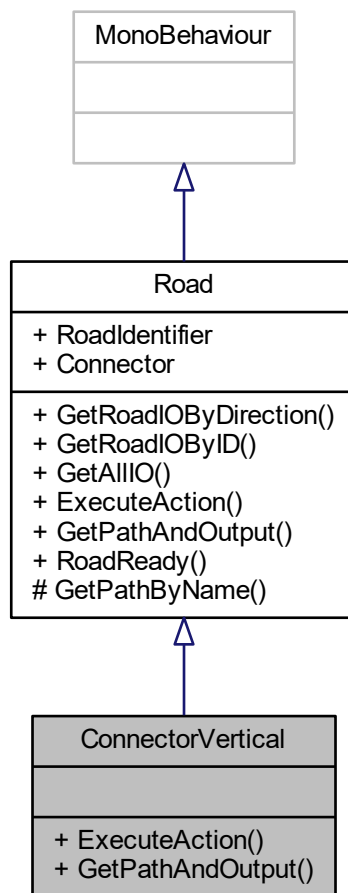 MonoBehaviour
Road
+ RoadIdentifier
+ Connector
+ GetRoadIOByDirection()
+ GetRoadIOByID()
+ GetAllIO()
+ ExecuteAction()
+ GetPathAndOutput()
+ RoadReady()
# GetPathByName()
ConnectorVertical
+ ExecuteAction()
+ GetPathAndOutput()